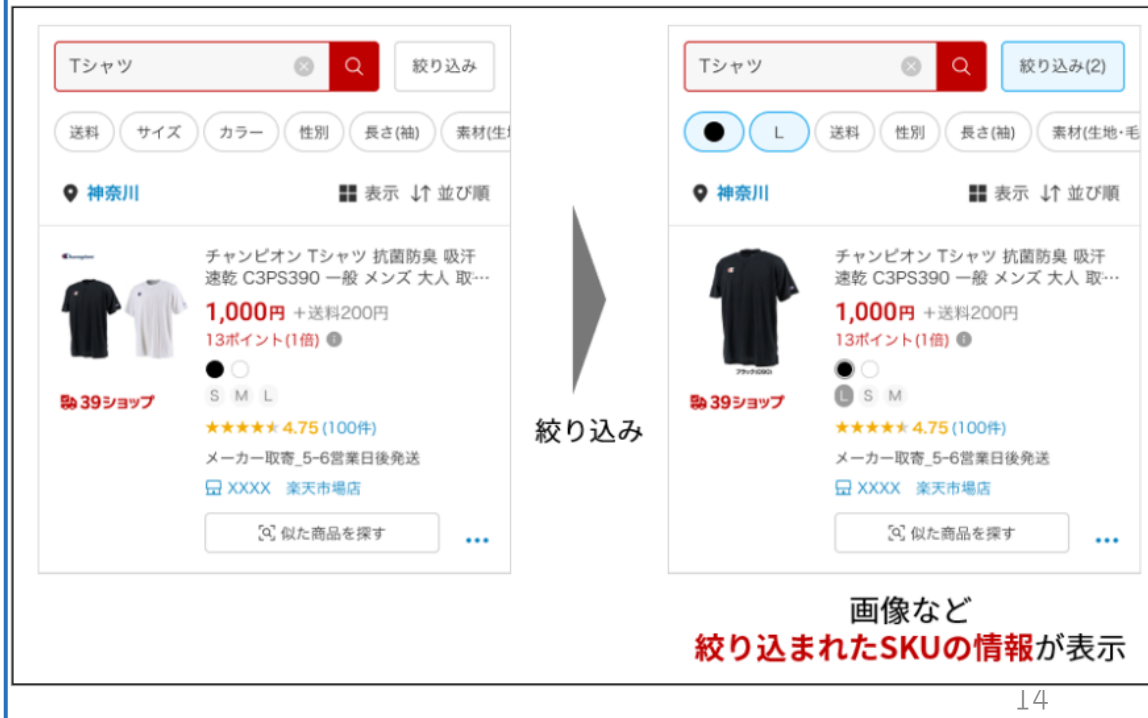 Tシャツ
絞り込み
送料 サイズ カラー 性別 長さ(袖) 素材(生
神奈川 表示 並び順
Champion
チャンピオン Tシャツ 抗菌防臭 吸汗
速乾 C3PS390 一般 メンズ 大人 取…
1,000円 +送料200円
13ポイント(1倍)
S M L
39ショップ
4.75 (100件)
メーカー取寄_5-6営業日後発送
XXXX 楽天市場店
似た商品を探す
絞り込み
Tシャツ
絞り込み(2)
L 送料 性別 長さ(袖) 素材(生地・毛
神奈川 表示 並び順
チャンピオン Tシャツ 抗菌防臭 吸汗
速乾 C3PS390 一般 メンズ 大人 取…
1,000円 +送料200円
13ポイント(1倍)
ブラック(090)
L S M
39ショップ
4.75 (100件)
メーカー取寄_5-6営業日後発送
XXXX 楽天市場店
似た商品を探す
画像など
絞り込まれたSKUの情報が表示
14